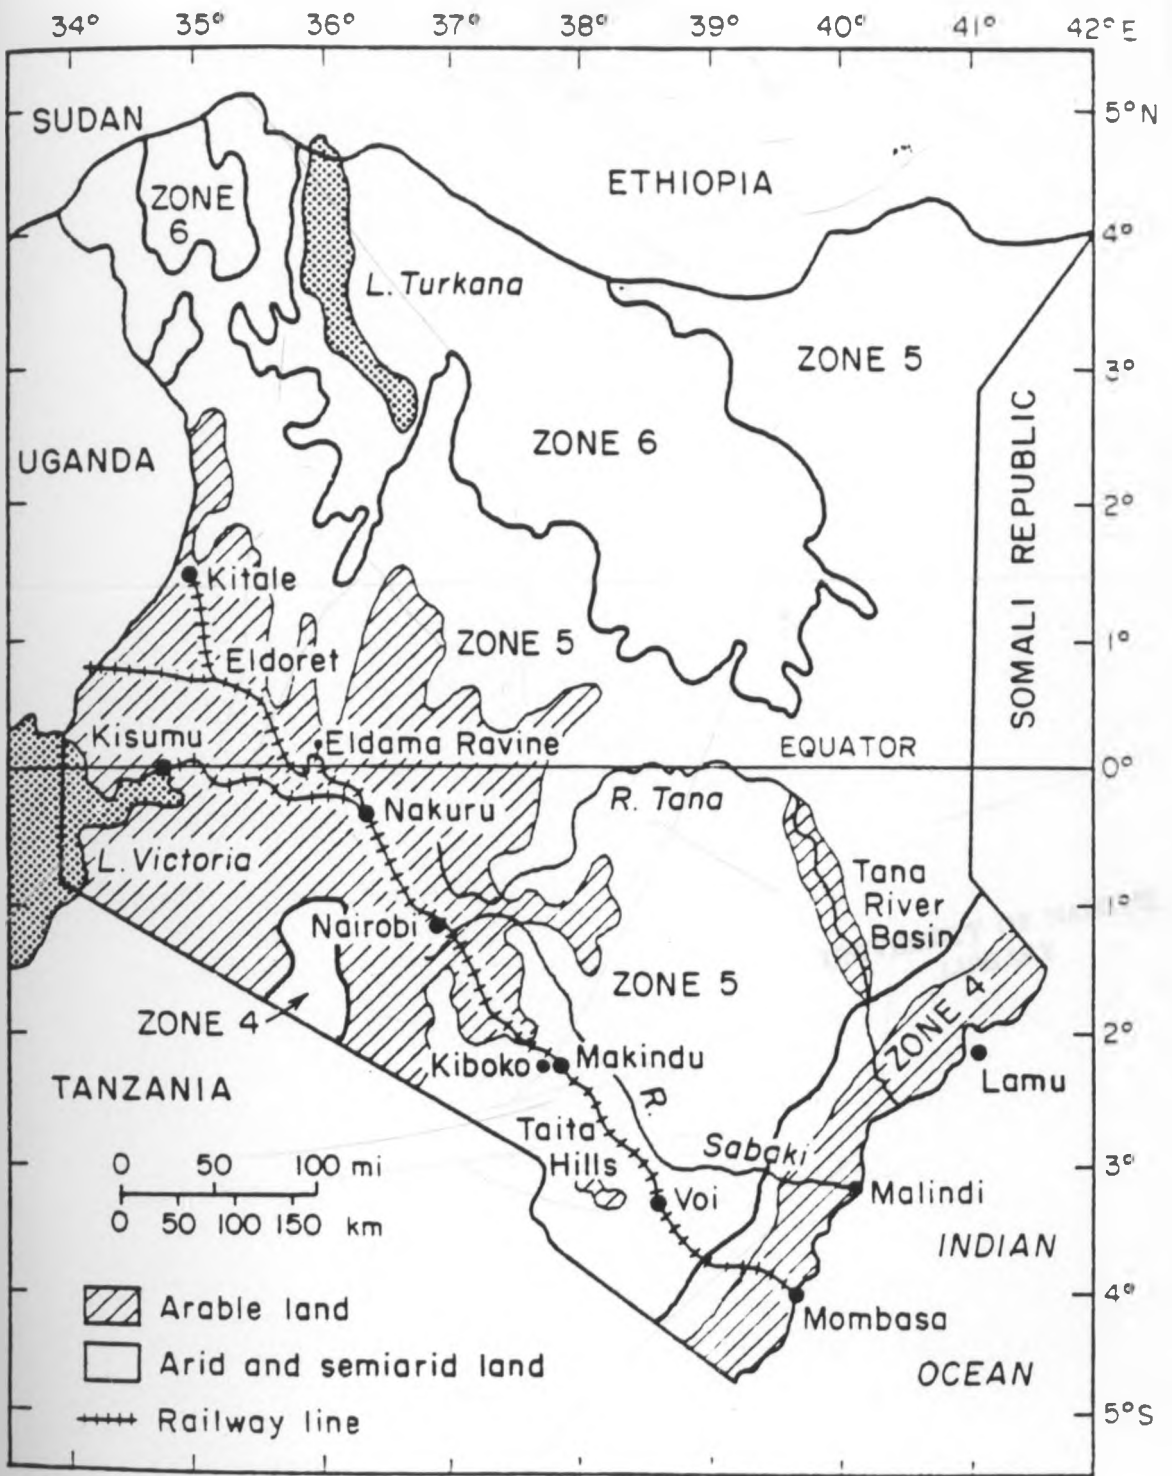 34° 35° 36° 37° 38° 39° 40° 41° 42° E
5°N
SUDAN
ETHIOPIA
ZONE
6
4°
L. Turkana
ZONE 5
3°
SOMALI REPUBLIC
ZONE 6
UGANDA
2°
Kitale
ZONE 5
1°
Eldoret
Kisumu
Eldama Ravine
EQUATOR
0°
R. Tana
Nakuru
L. Victoria
Tana
River
Basin
1°
Nairobi
ZONE 5
ZONE 4
ZONE 4
2°
Kiboko
Makindu
Lamu
TANZANIA
R. Sabaki
Taita
Hills
3°
0 50 100 mi
0 50 100 150 km
Voi
Malindi
INDIAN
4°
Arable land
Mombasa
Arid and semiarid land
OCEAN
Railway line
5°S